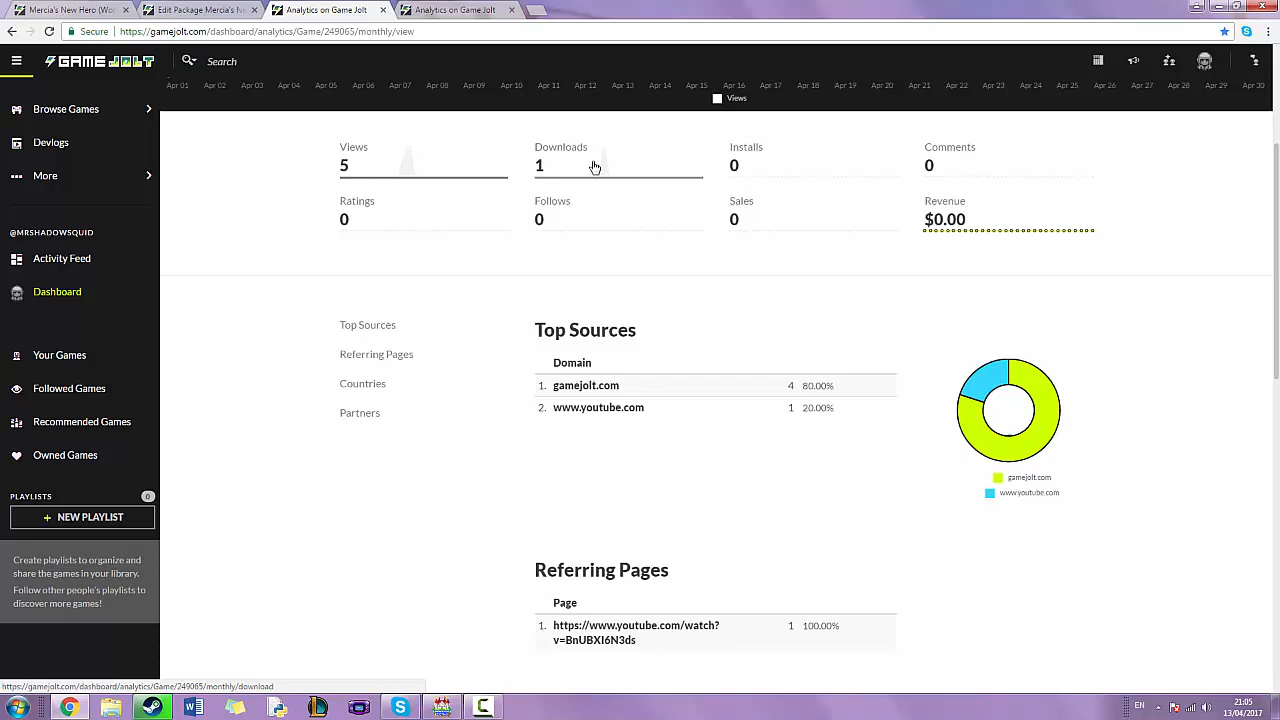 Mercia's New Hero (Wo
Edit Package Mercia's N
Analytics on Game Jolt
Analytics on Game Jolt
Secure
https://gamejolt.com/dashboard/analytics/Game/249065/monthly/view
GAME JOLT
Search
Apr 01 Apr 02 Apr 03 Apr 04 Apr 05 Apr 06 Apr 07 Apr 08 Apr 09 Apr 10 Apr 11 Apr 12 Apr 13 Apr 14 Apr 15 Apr 16 Apr 17 Apr 18 Apr 19 Apr 20 Apr 21 Apr 22 Apr 23 Apr 24 Apr 25 Apr 26 Apr 27 Apr 28 Apr 29 Apr 30
Views
Browse Games
Devlogs
More
@MRSHADOWSQUID
Activity Feed
Dashboard
Your Games
Followed Games
Recommended Games
Owned Games
PLAYLISTS 0
+ NEW PLAYLIST
Create playlists to organize and
share the games in your library.
Follow other people's playlists to
discover more games!
Views Downloads Installs Comments
5 1 0 0
Ratings Follows Sales Revenue
0 0 0 $0.00
Top Sources
Referring Pages
Countries
Partners
Top Sources
Domain
1. gamejolt.com 4 80.00%
2. www.youtube.com 1 20.00%
gamejolt.com
www.youtube.com
Referring Pages
Page
1. https://www.youtube.com/watch? 1 100.00%
v=BnUBXI6N3ds
https://gamejolt.com/dashboard/analytics/Game/249065/monthly/download
EN
21:05
13/04/2017